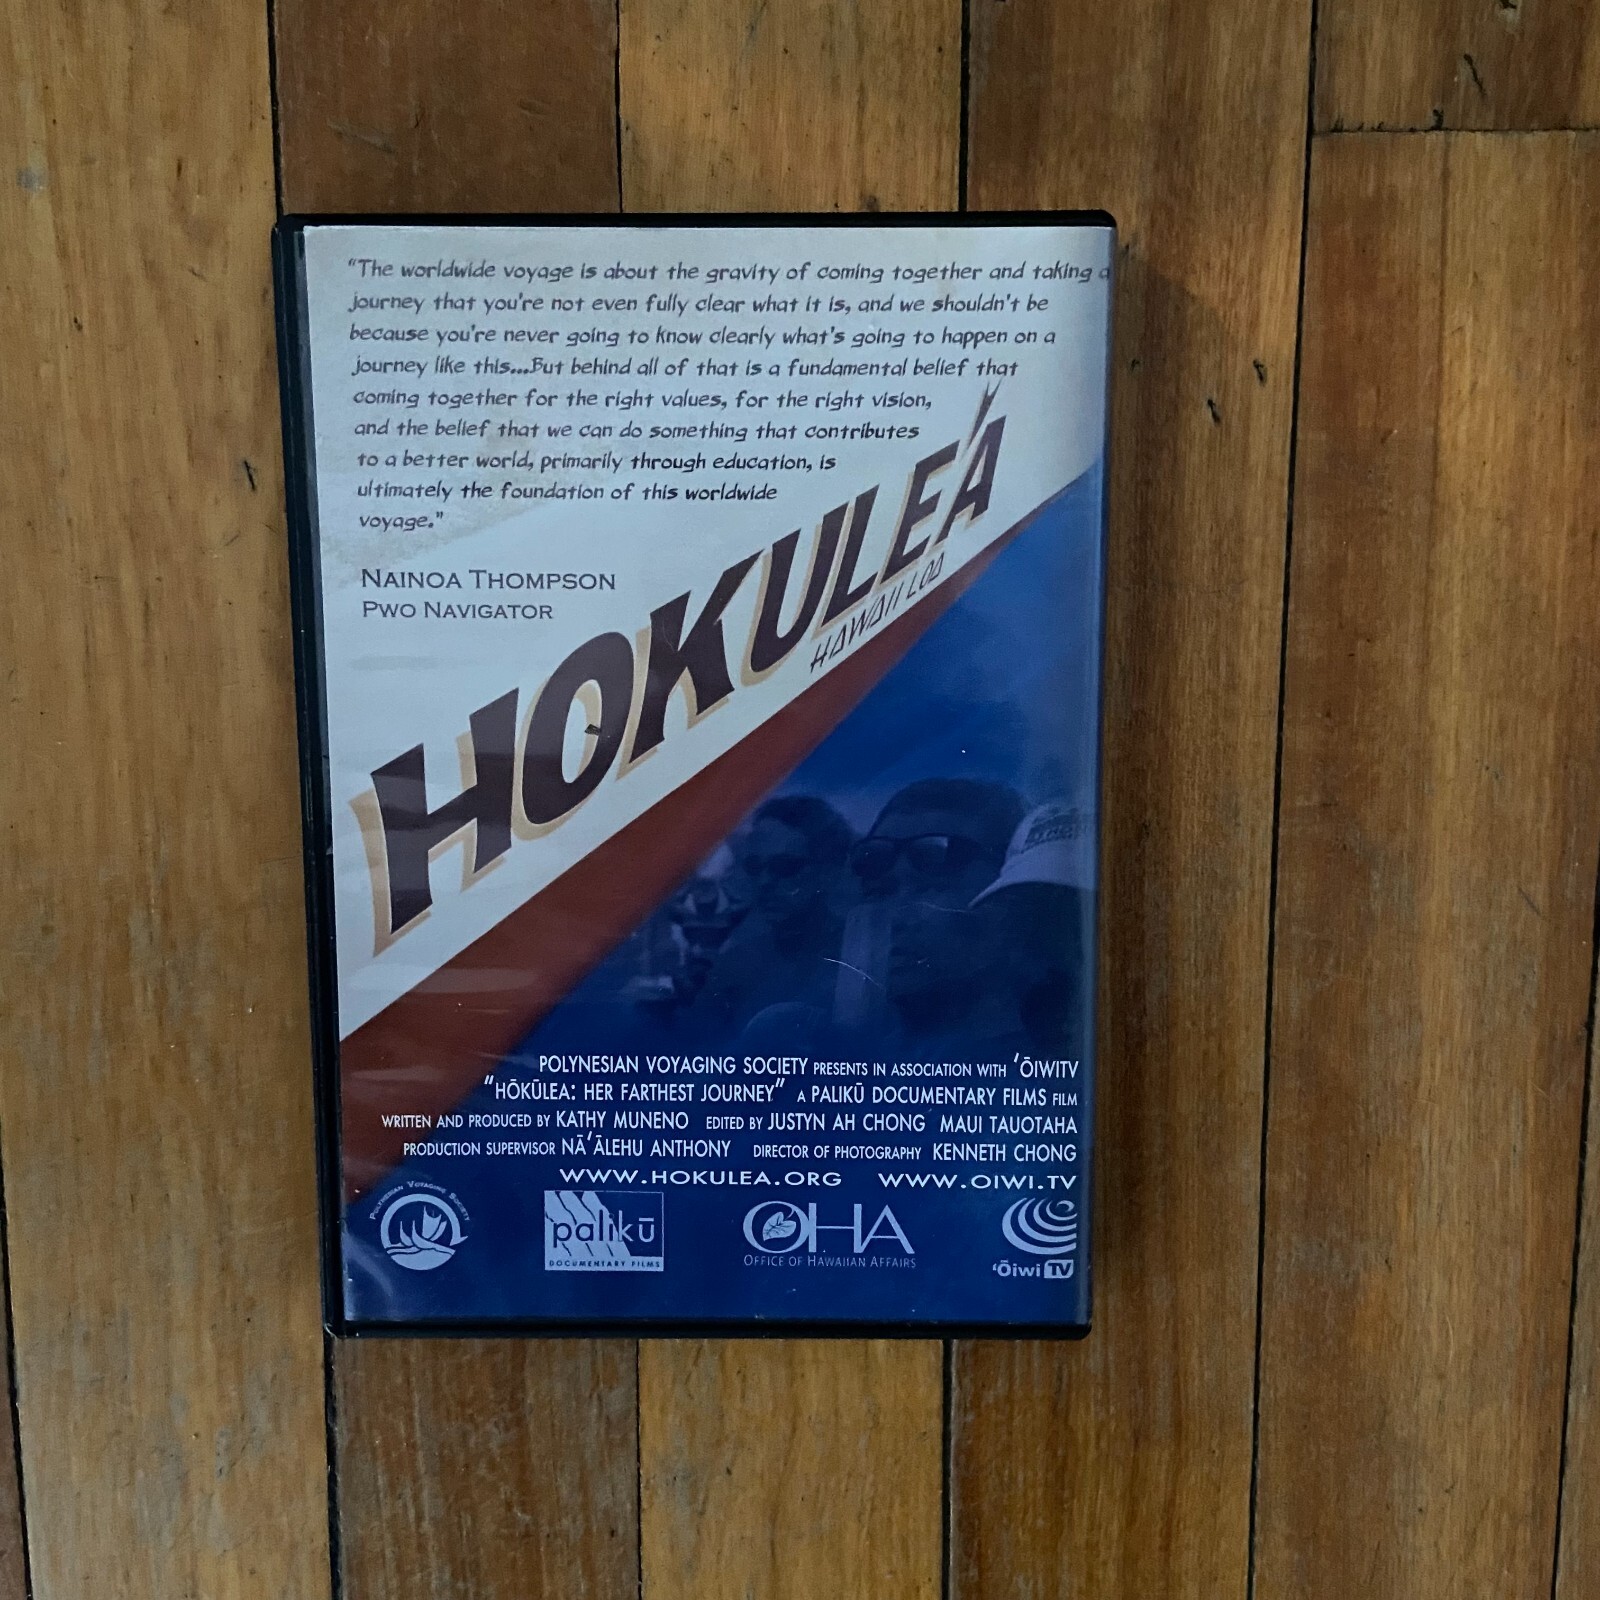 "The worldwide voyage is about the gravity of coming together and taking a
journey that you're not even fully clear what it is, and we shouldn't be
because you're never going to know clearly what's going to happen on a
journey like this...But behind all of that is a fundamental belief that
coming together for the right values, for the right vision,
and the belief that we can do something that contributes
to a better world, primarily through education, is
ultimately the foundation of this worldwide
voyage."
NAINOA THOMPSON
PWO NAVIGATOR
HOKULE'A
HAWAII LOA
POLYNESIAN VOYAGING SOCIETY PRESENTS IN ASSOCIATION WITH ʻŌIWITV
"HŌKŪLEA: HER FARTHEST JOURNEY" A PALIKŪ DOCUMENTARY FILMS FILM
WRITTEN AND PRODUCED BY KATHY MUNENO EDITED BY JUSTYN AH CHONG MAUI TAUOTAHA
PRODUCTION SUPERVISOR NĀʻĀLEHU ANTHONY DIRECTOR OF PHOTOGRAPHY KENNETH CHONG
WWW.HOKULEA.ORG WWW.OIWI.TV
POLYNESIAN VOYAGING SOCIETY
palikū
DOCUMENTARY FILMS
OHA
OFFICE OF HAWAIIAN AFFAIRS
ʻŌiwi TV